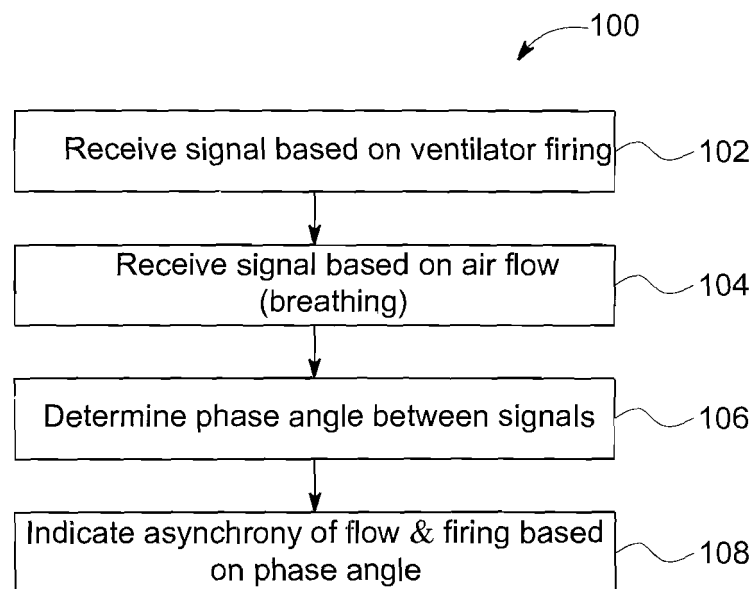 100
Receive signal based on ventilator firing
102
Receive signal based on air flow
(breathing)
104
Determine phase angle between signals
106
Indicate asynchrony of flow & firing based
on phase angle
108